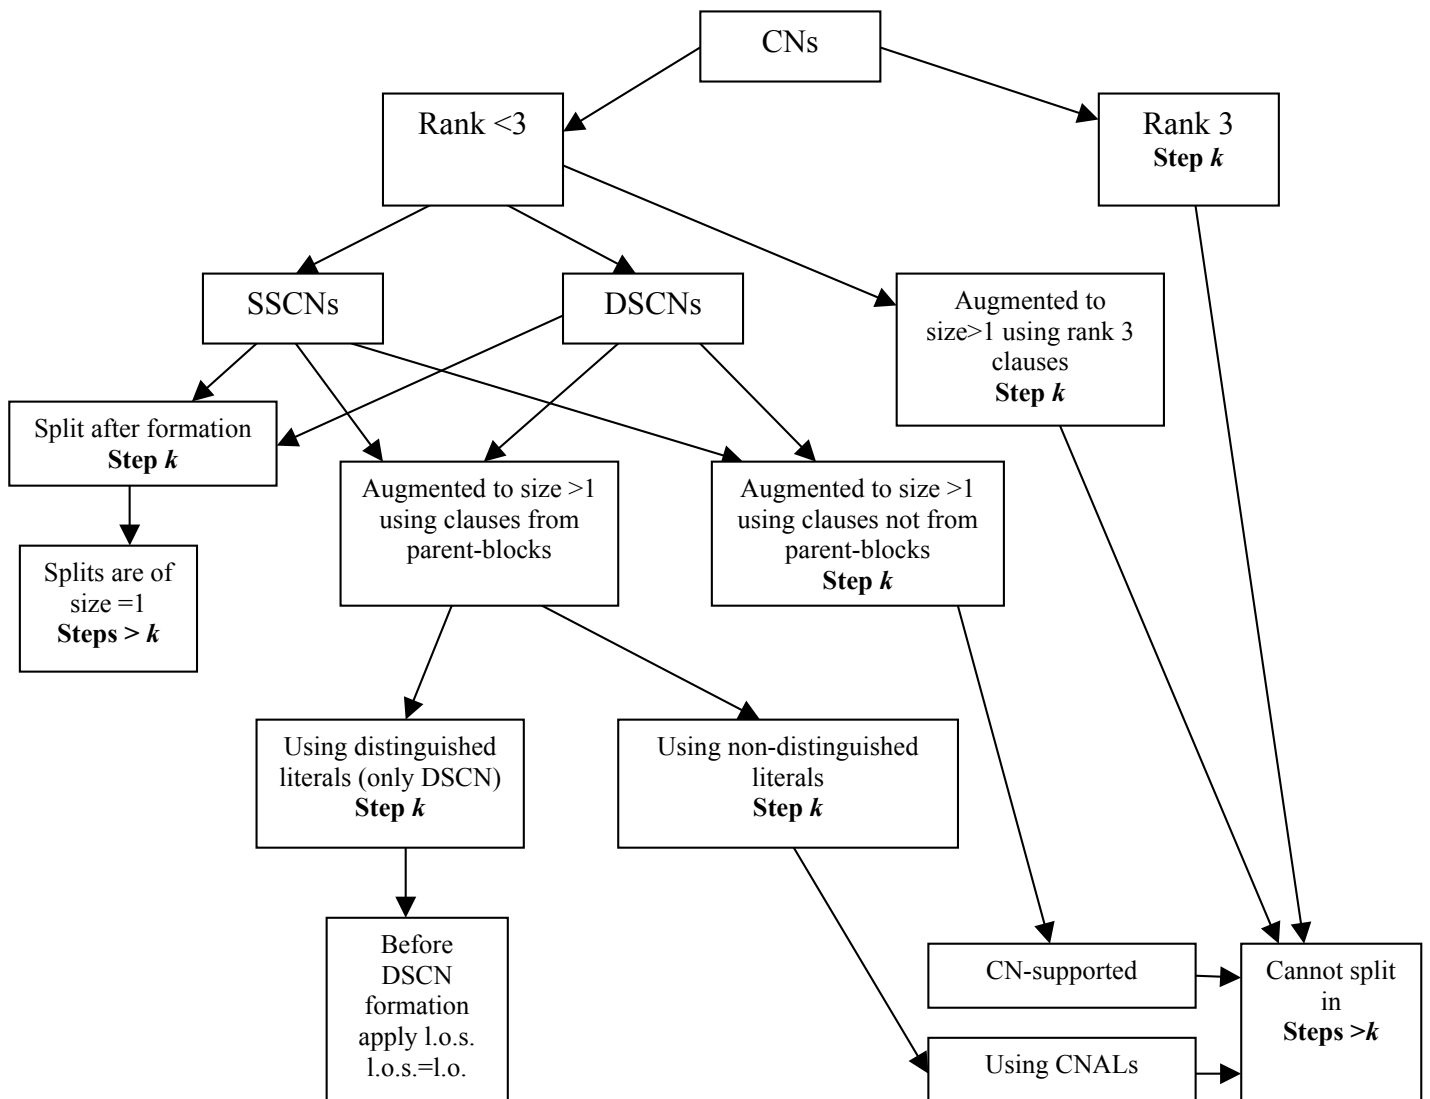 CNs
Rank <3
Rank 3
Step k
SSCNs
DSCNs
Augmented to
size>1 using rank 3
clauses
Step k
Split after formation
Step k
Augmented to size >1
using clauses from
parent-blocks
Augmented to size >1
using clauses not from
parent-blocks
Step k
Splits are of
size =1
Steps > k
Using distinguished
literals (only DSCN)
Step k
Using non-distinguished
literals
Step k
Before
DSCN
formation
apply l.o.s.
l.o.s.=l.o.
CN-supported
Cannot split
in
Steps >k
Using CNALs